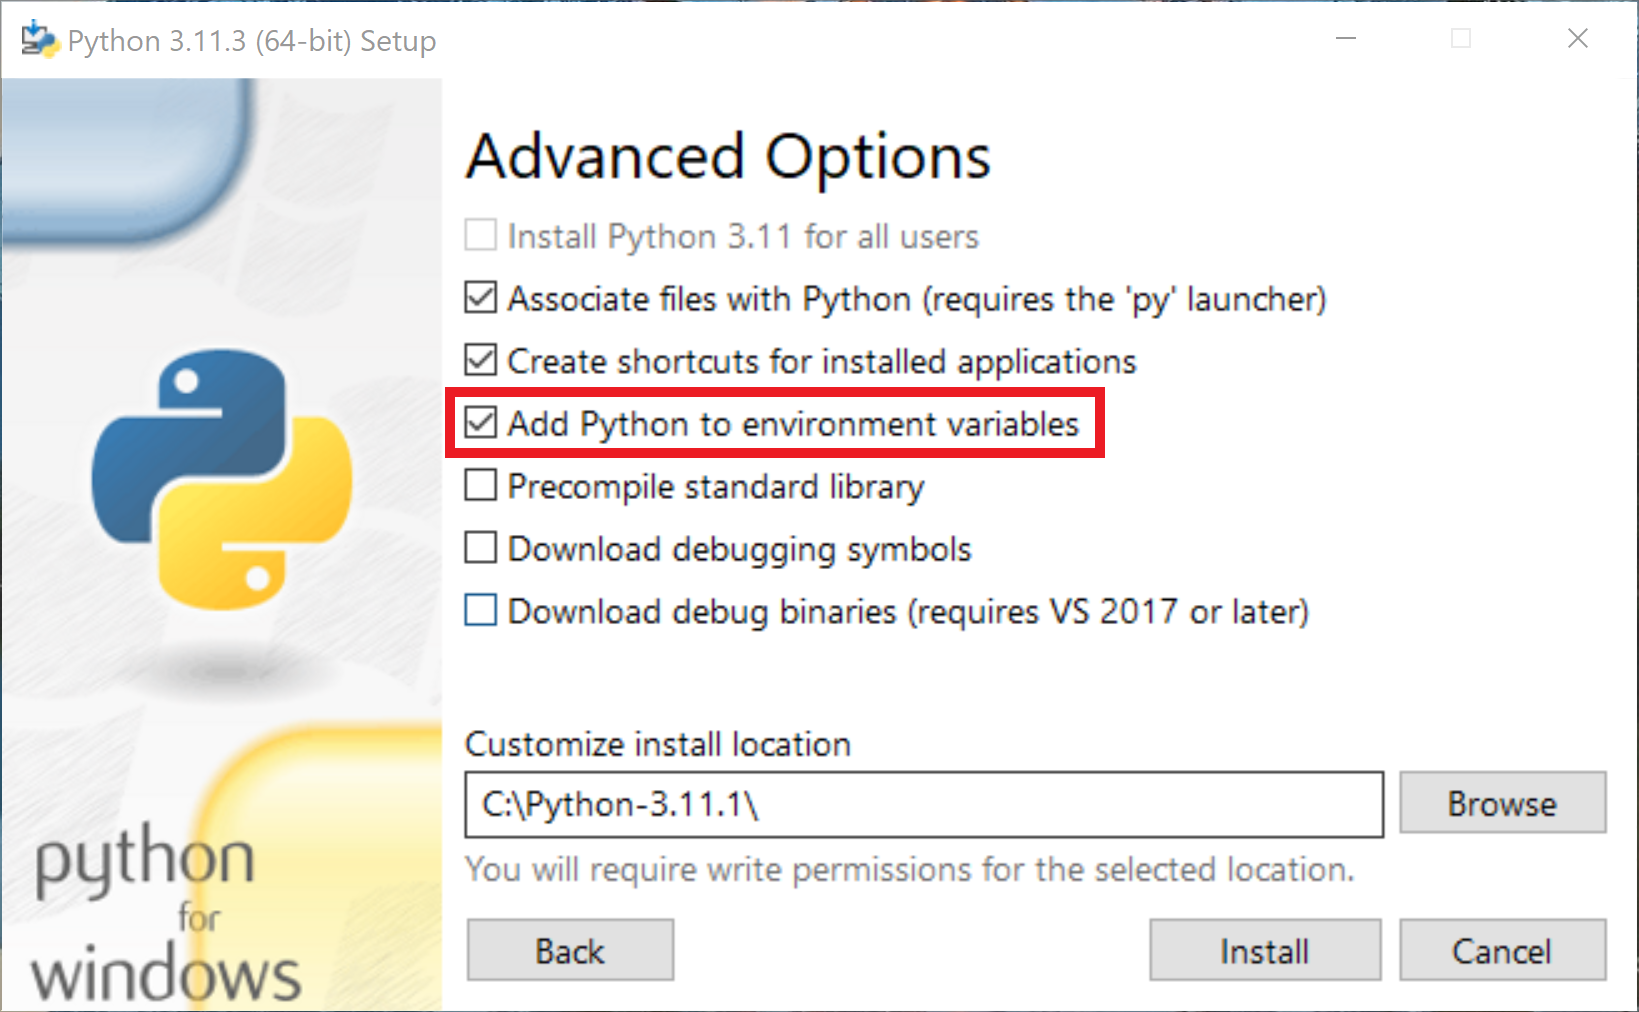 Python 3.11.3 (64-bit) Setup
Advanced Options
Install Python 3.11 for all users
Associate files with Python (requires the 'py' launcher)
Create shortcuts for installed applications
Add Python to environment variables
Precompile standard library
Download debugging symbols
Download debug binaries (requires VS 2017 or later)
Customize install location
C:\Python-3.11.1\
Browse
You will require write permissions for the selected location.
Back
Install
Cancel
python
for
windows